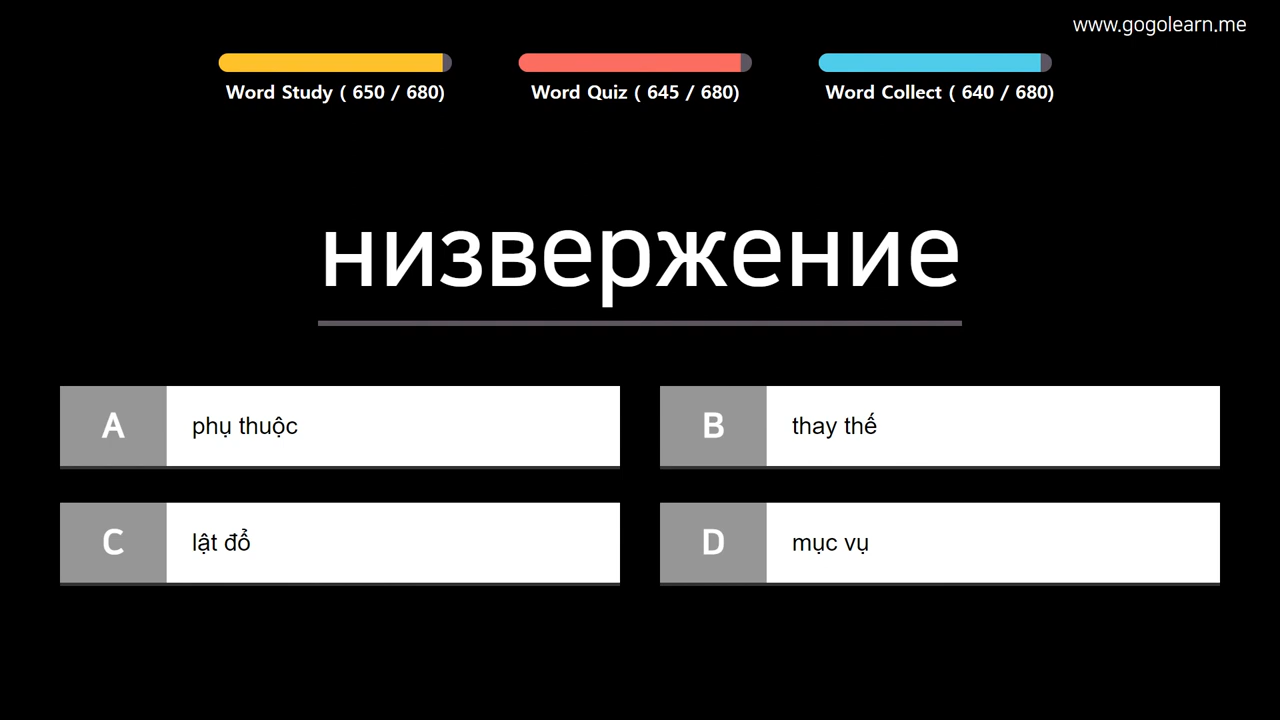 www.gogolearn.me
Word Study ( 650 / 680)
Word Quiz ( 645 / 680)
Word Collect ( 640 / 680)
низвержение
A
phụ thuộc
B
thay thế
C
lật đổ
D
mục vụ